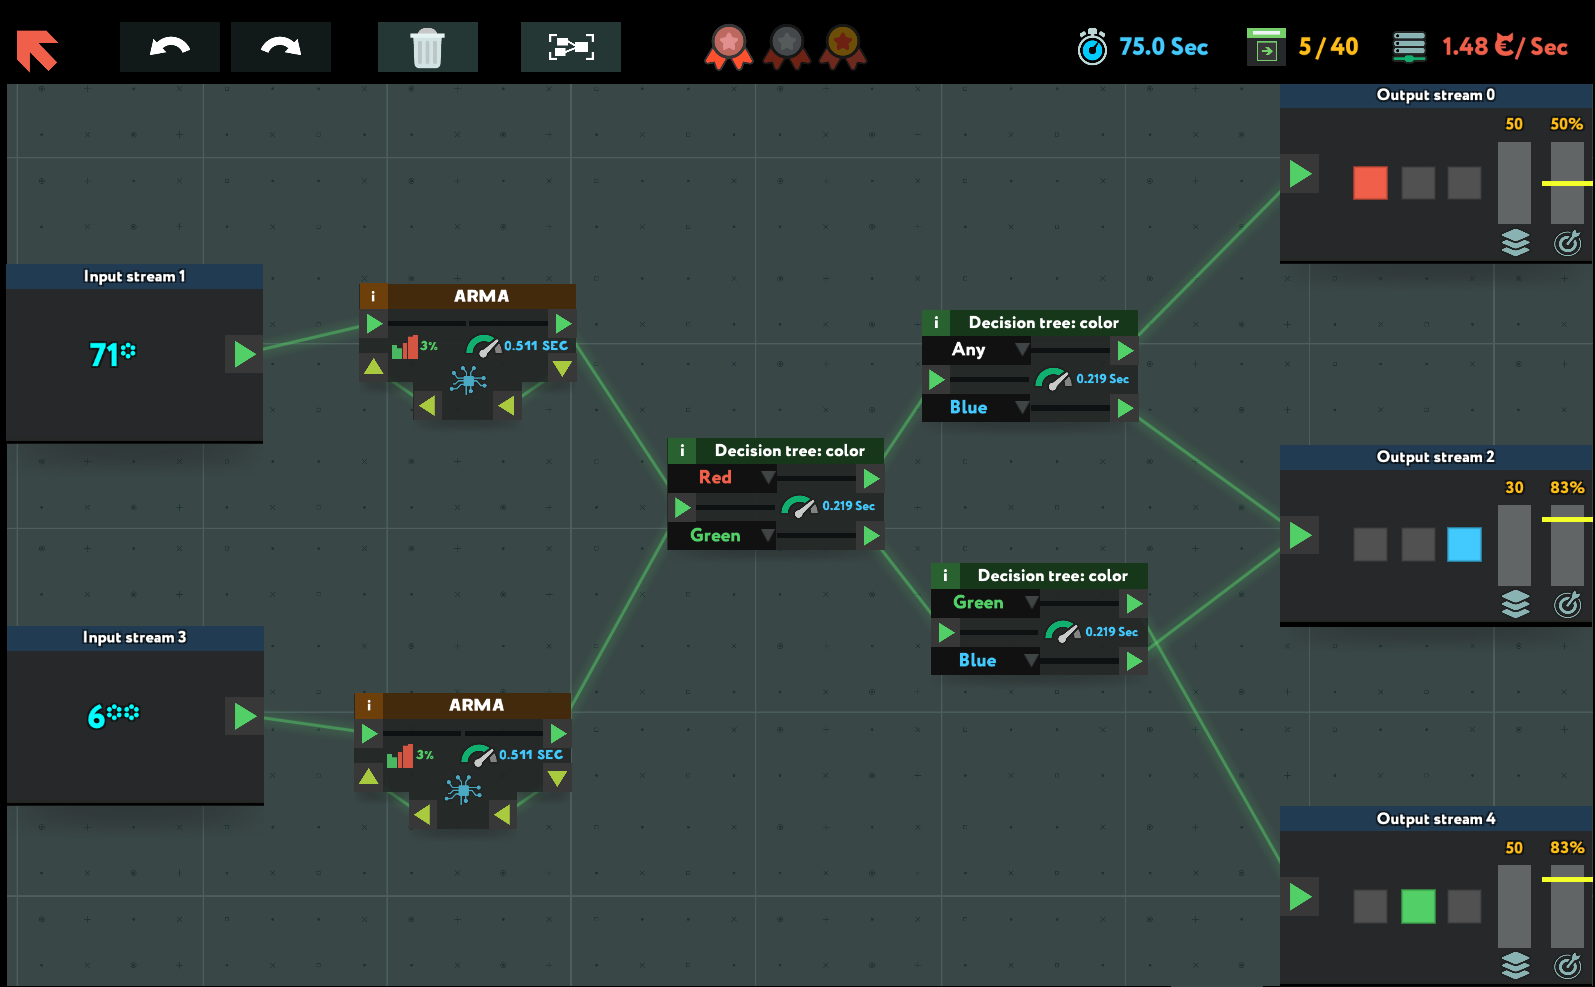 75.0 Sec
5 / 40
1.48 €/ Sec
Output stream 0
50 50%
Input stream 1
71
i ARMA
3% 0.511 SEC
i Decision tree: color
Any
0.219 Sec
Blue
i Decision tree: color
Red
0.219 Sec
Green
Output stream 2
30 83%
i Decision tree: color
Green
0.219 Sec
Blue
Input stream 3
6
i ARMA
3% 0.511 SEC
Output stream 4
50 83%